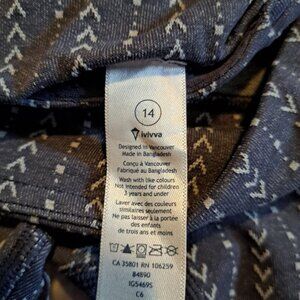 14
ivivva
Designed in Vancouver
Made in Bangladesh
Conçu à Vancouver
Fabriqué au Bangladesh
Wash with like colours
Not intended for children
3 years and under
Laver avec des couleurs
similaires seulement
Ne pas laisser à la portée
des enfants
de trois ans et moins
CA 35801 RN 106259
84890
IG5469S
C6